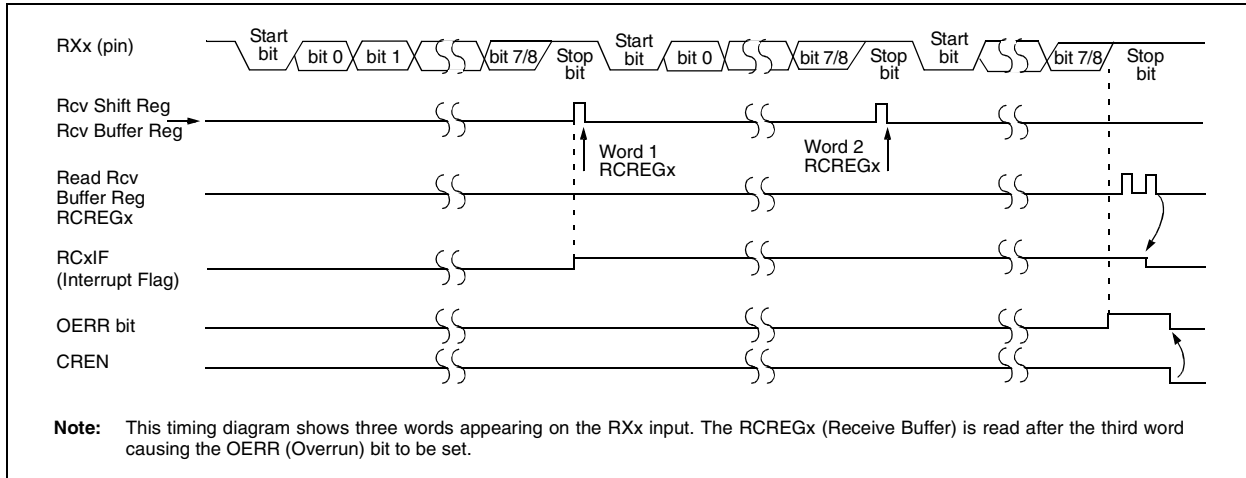 RXx (pin)
Start bit
bit 0
bit 1
bit 7/8
Stop bit
Start bit
bit 0
bit 7/8
Stop bit
Start bit
bit 7/8
Stop bit
Rcv Shift Reg
Rcv Buffer Reg
Word 1
RCREGx
Word 2
RCREGx
Read Rcv
Buffer Reg
RCREGx
RCxIF
(Interrupt Flag)
OERR bit
CREN
Note: This timing diagram shows three words appearing on the RXx input. The RCREGx (Receive Buffer) is read after the third word
causing the OERR (Overrun) bit to be set.